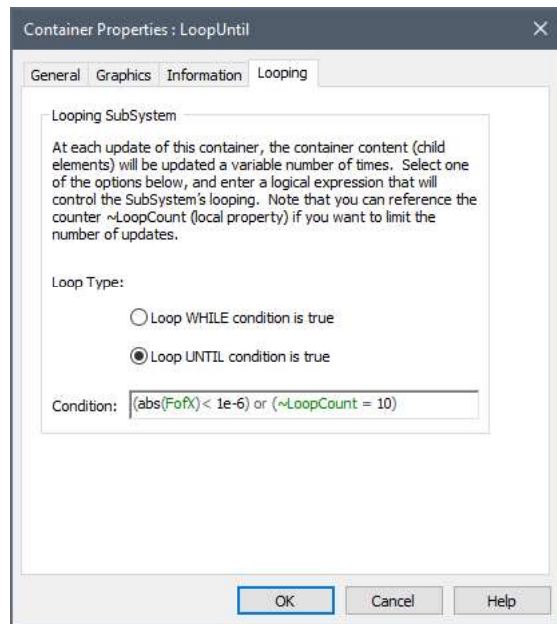 Container Properties : LoopUntil
General Graphics Information Looping
Looping SubSystem
At each update of this container, the container content (child
elements) will be updated a variable number of times. Select one
of the options below, and enter a logical expression that will
control the SubSystem's looping. Note that you can reference the
counter ~LoopCount (local property) if you want to limit the
number of updates.
Loop Type:
Loop WHILE condition is true
Loop UNTIL condition is true
Condition: (abs(FofX)< 1e-6) or (~LoopCount = 10)
OK Cancel Help